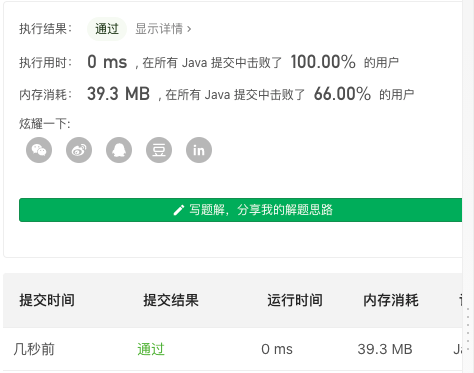 执行结果： 通过 显示详情 ›
执行用时： 0 ms ，在所有 Java 提交中击败了 100.00% 的用户
内存消耗： 39.3 MB ，在所有 Java 提交中击败了 66.00% 的用户
炫耀一下:
豆 in
写题解，分享我的解题思路
提交时间 提交结果 运行时间 内存消耗
几秒前 通过 0 ms 39.3 MB Ja